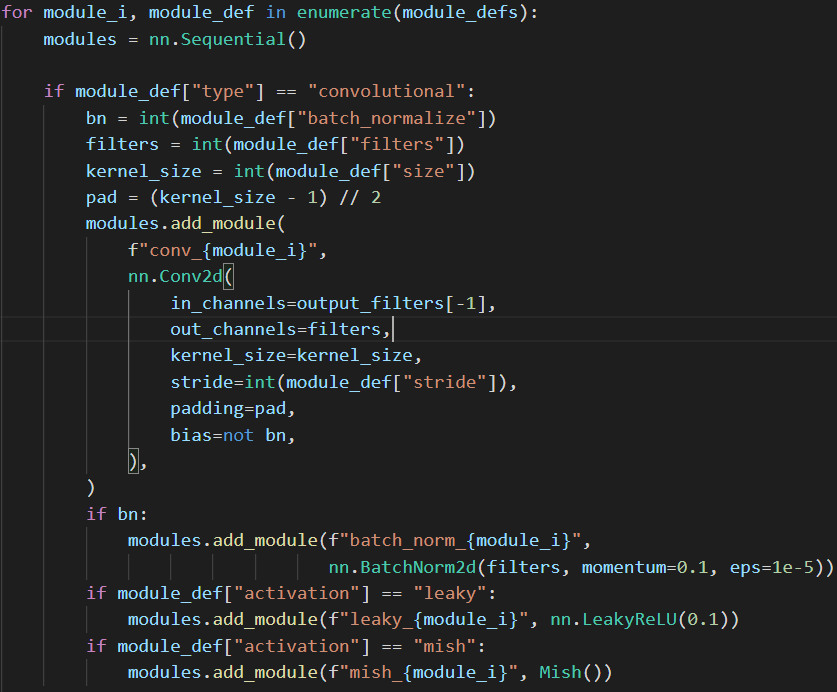 for module_i, module_def in enumerate(module_defs):
    modules = nn.Sequential()

    if module_def["type"] == "convolutional":
        bn = int(module_def["batch_normalize"])
        filters = int(module_def["filters"])
        kernel_size = int(module_def["size"])
        pad = (kernel_size - 1) // 2
        modules.add_module(
            f"conv_{module_i}",
            nn.Conv2d(
                in_channels=output_filters[-1],
                out_channels=filters,
                kernel_size=kernel_size,
                stride=int(module_def["stride"]),
                padding=pad,
                bias=not bn,
            ),
        )
        if bn:
            modules.add_module(f"batch_norm_{module_i}",
                               nn.BatchNorm2d(filters, momentum=0.1, eps=1e-5))
        if module_def["activation"] == "leaky":
            modules.add_module(f"leaky_{module_i}", nn.LeakyReLU(0.1))
        if module_def["activation"] == "mish":
            modules.add_module(f"mish_{module_i}", Mish())